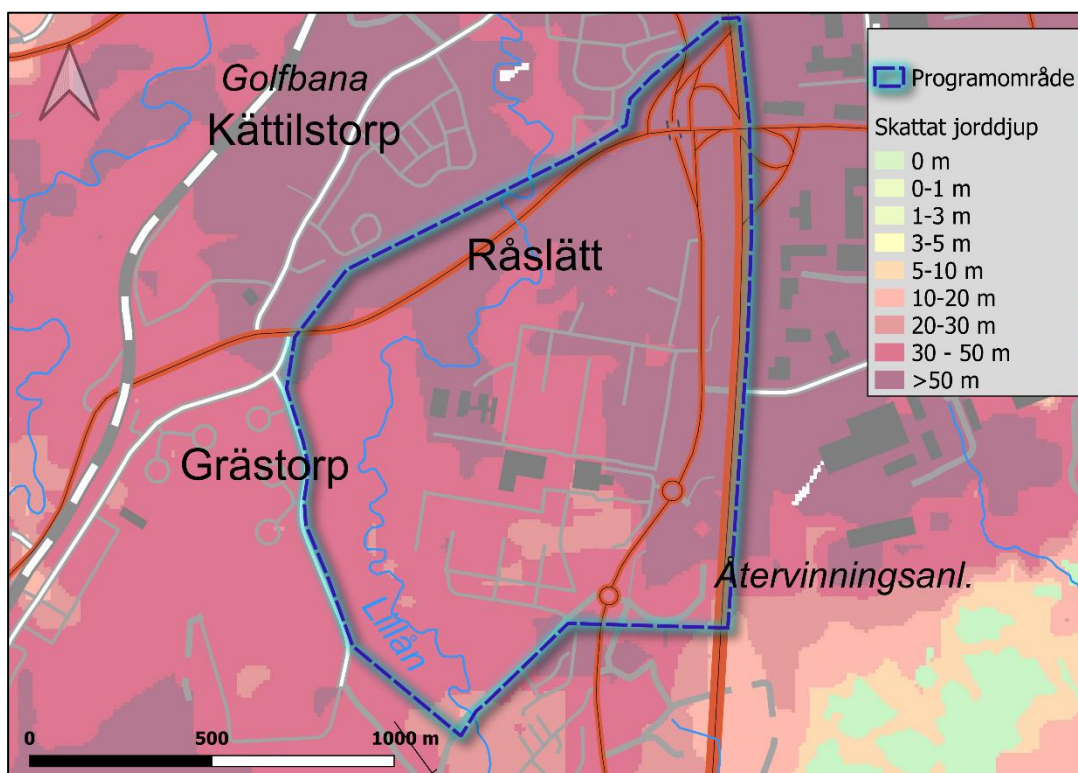 Golfbana
Kättilstorp
Råslätt
Grästorp
Lillån
Återvinningsanl.
0 500 1000 m
Programområde
Skattat jorddjup
0 m
0-1 m
1-3 m
3-5 m
5-10 m
10-20 m
20-30 m
30 - 50 m
>50 m